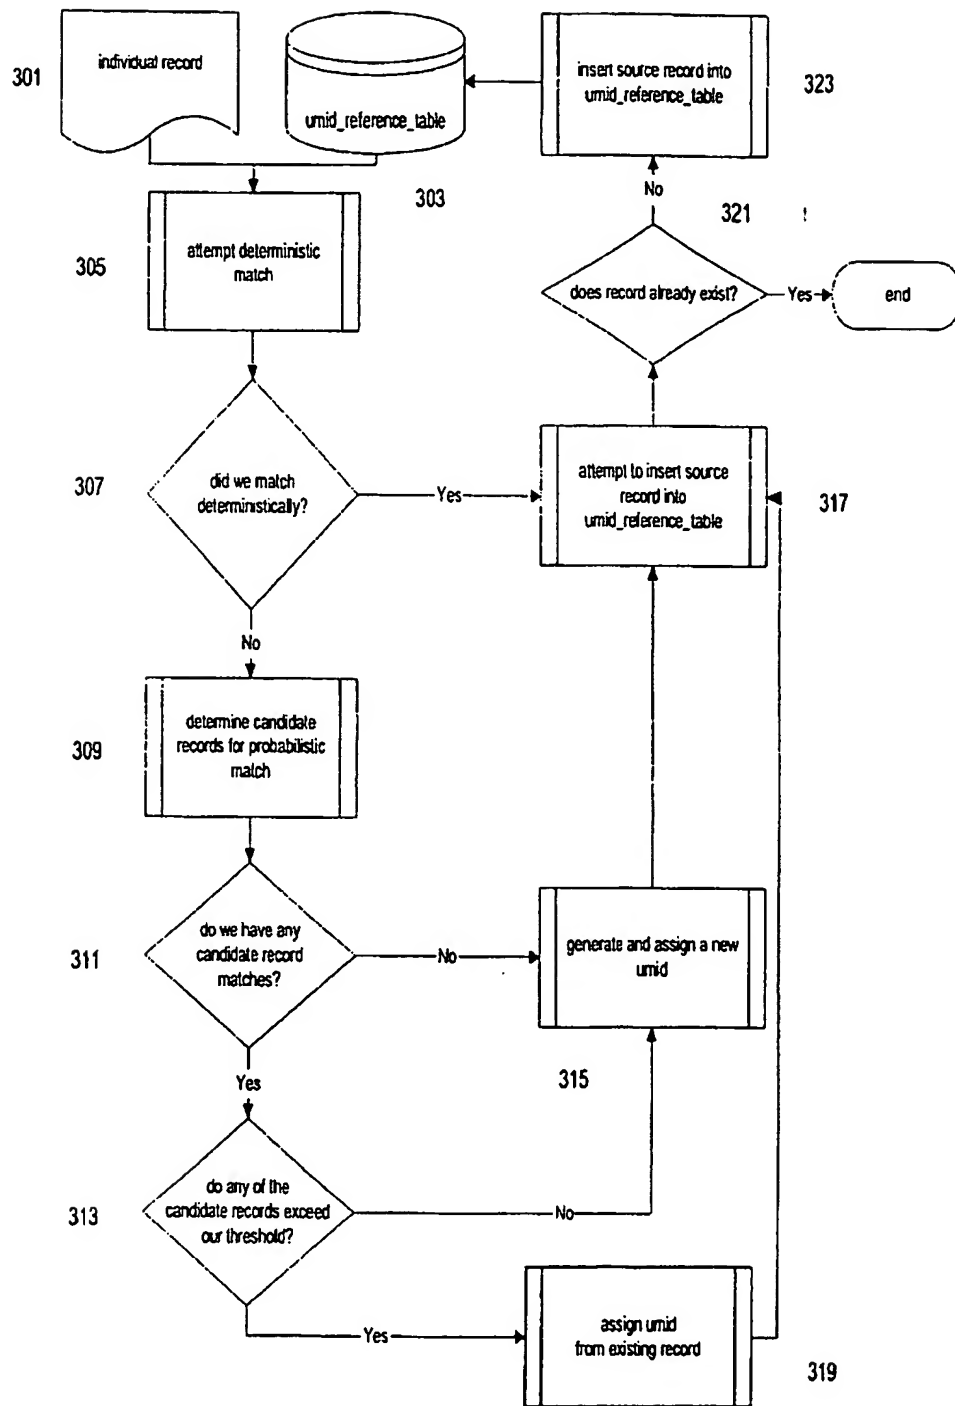 301
individual record
umid_reference_table
insert source record into
umid_reference_table
323
303
No
321
305
attempt deterministic
match
does record already exist?
Yes
end
307
did we match
deterministically?
Yes
attempt to insert source
record into
umid_reference_table
317
No
309
determine candidate
records for probabilistic
match
311
do we have any
candidate record
matches?
No
generate and assign a new
umid
315
Yes
313
do any of the
candidate records exceed
our threshold?
No
Yes
assign umid
from existing record
319